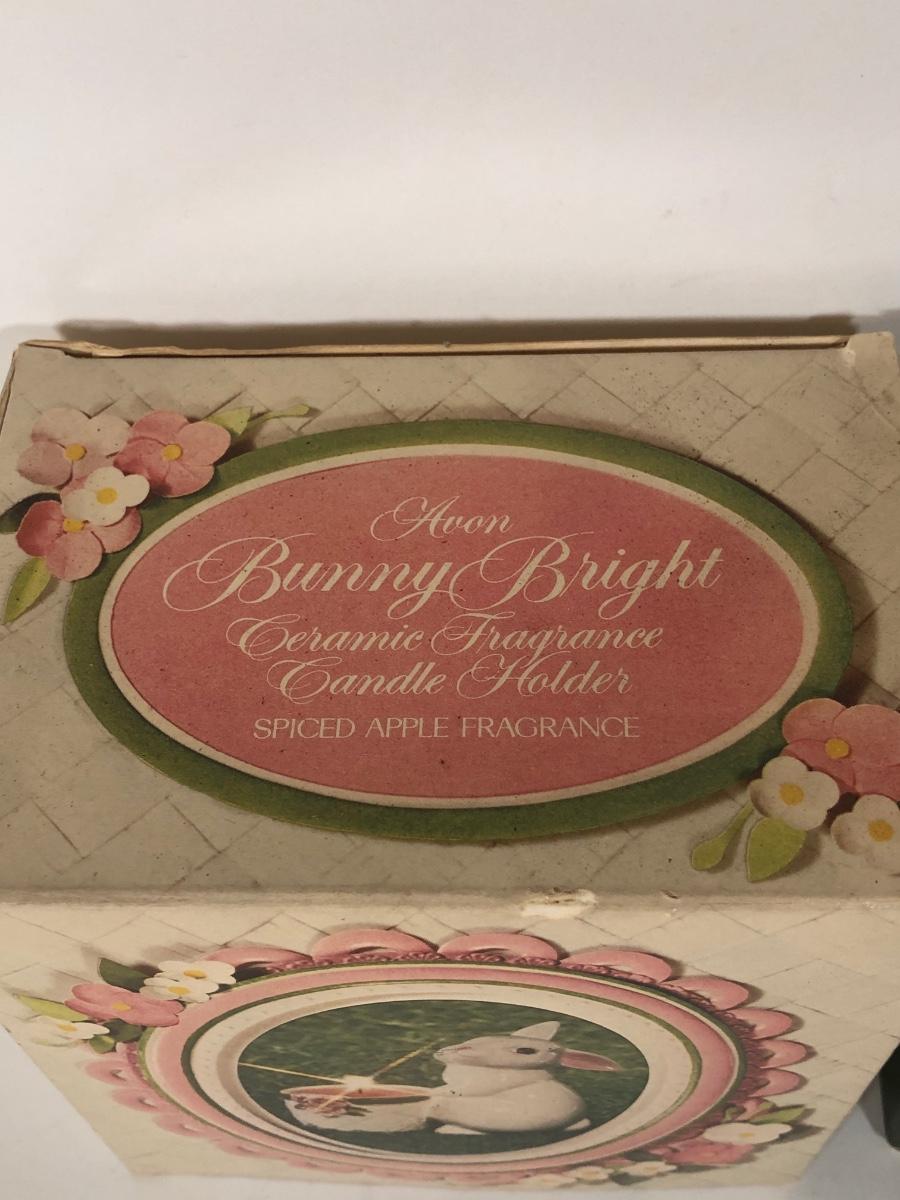 Avon
Bunny Bright
Ceramic Fragrance
Candle Holder
SPICED APPLE FRAGRANCE